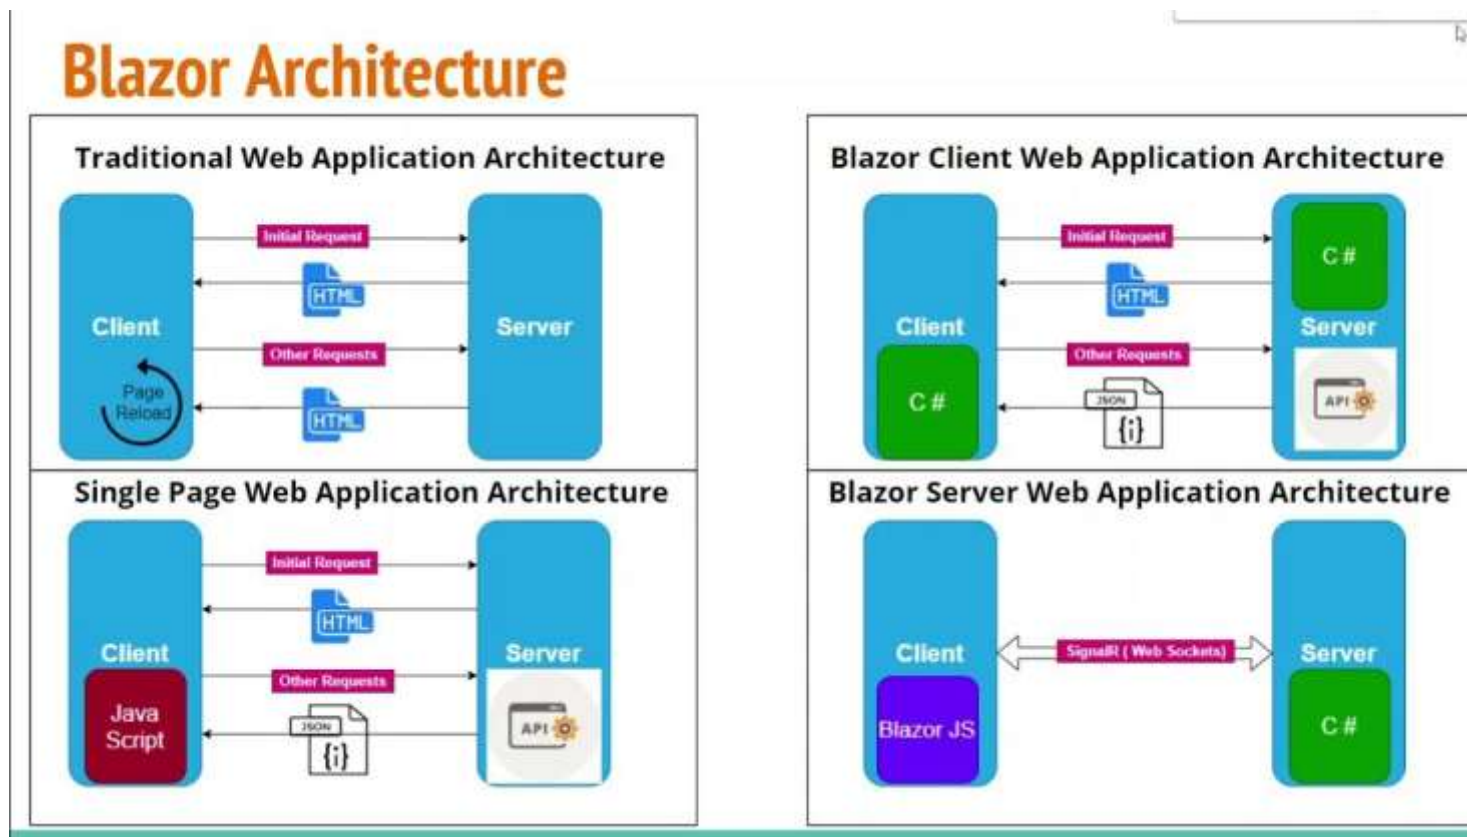 Blazor Architecture
Traditional Web Application Architecture
Client
Page
Reload
Initial Request
HTML
Other Requests
HTML
Server
Single Page Web Application Architecture
Client
Java
Script
Initial Request
HTML
Other Requests
JSON
{i}
Server
API
Blazor Client Web Application Architecture
Client
C #
Initial Request
HTML
Other Requests
JSON
{i}
C #
Server
API
Blazor Server Web Application Architecture
Client
Blazor JS
SignalR ( Web Sockets)
Server
C #